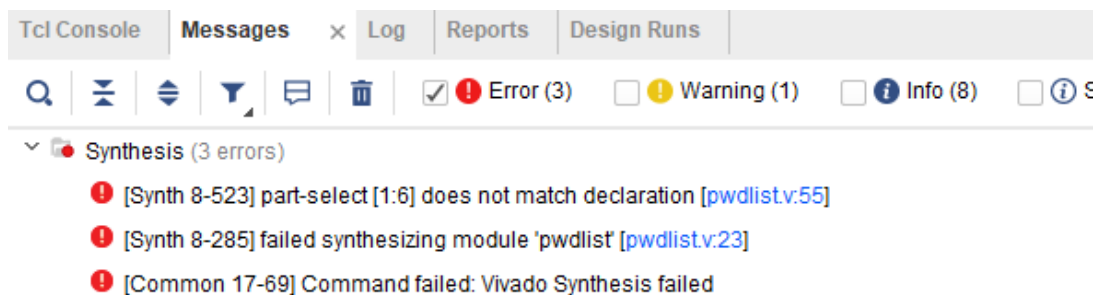 Tcl Console Messages × Log Reports Design Runs
Error (3) Warning (1) Info (8) S
Synthesis (3 errors)
[Synth 8-523] part-select [1:6] does not match declaration [pwdlist.v:55]
[Synth 8-285] failed synthesizing module 'pwdlist' [pwdlist.v:23]
[Common 17-69] Command failed: Vivado Synthesis failed